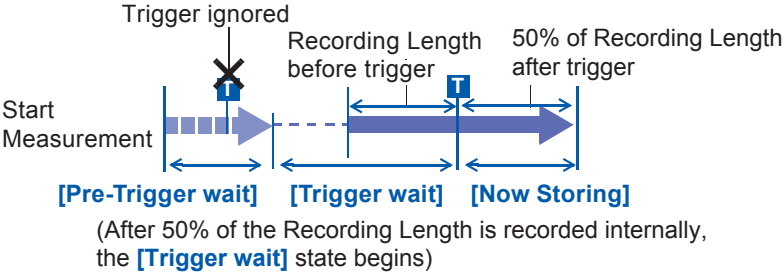 Trigger ignored
Recording Length
before trigger
50% of Recording Length
after trigger
T
T
Start
Measurement
[Pre-Trigger wait]
[Trigger wait]
[Now Storing]
(After 50% of the Recording Length is recorded internally,
the [Trigger wait] state begins)